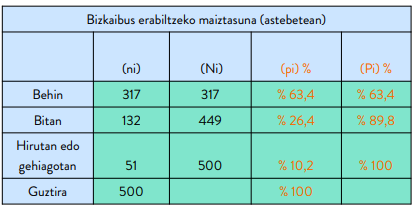 Bizkaibus erabiltzeko maiztasuna (astebetean)
(ni) (Ni) (pi) % (Pi) %
Behin 317 317 % 63,4 % 63,4
Bitan 132 449 % 26,4 % 89,8
Hirutan edo
gehiagotan 51 500 % 10,2 % 100
Guztira 500 % 100